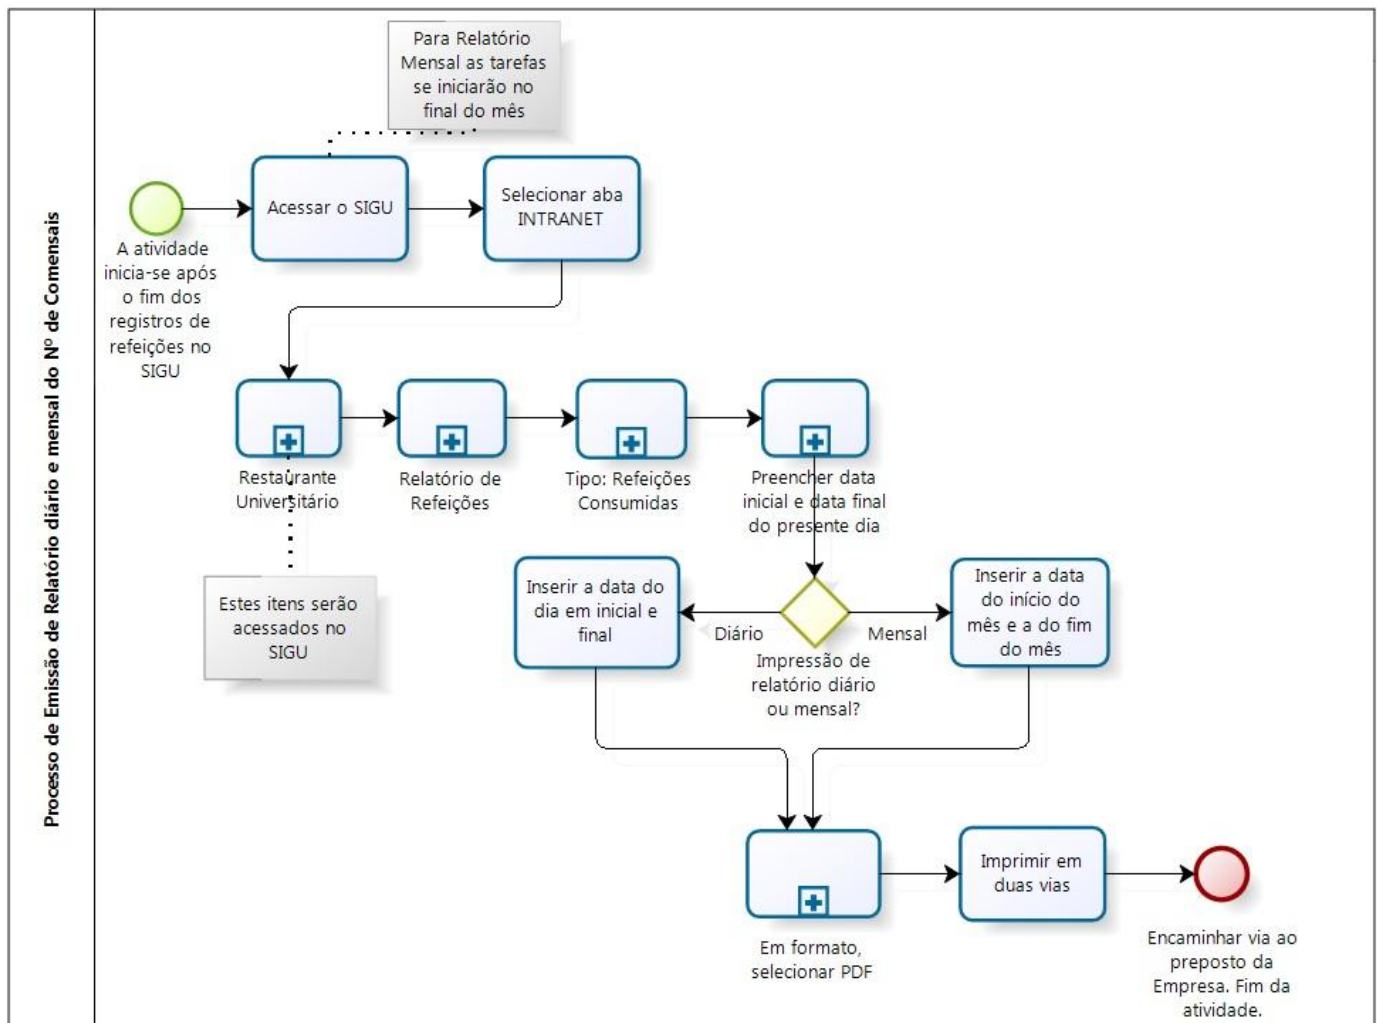 Processo de Emissão de Relatório diário e mensal do Nº de Comensais
Para Relatório
Mensal as tarefas
se iniciarão no
final do mês
Acessar o SIGU
Selecionar aba
INTRANET
A atividade
inicia-se após
o fim dos
registros de
refeições no
SIGU
Restaurante
Universitário
Relatório de
Refeições
Tipo: Refeições
Consumidas
Preencher data
inicial e data final
do presente dia
Estes itens serão
acessados no
SIGU
Inserir a data do
dia em inicial e
final
Diário
Mensal
Impressão de
relatório diário
ou mensal?
Inserir a data
do início do
mês e a do fim
do mês
Em formato,
selecionar PDF
Imprimir em
duas vias
Encaminhar via ao
preposto da
Empresa. Fim da
atividade.